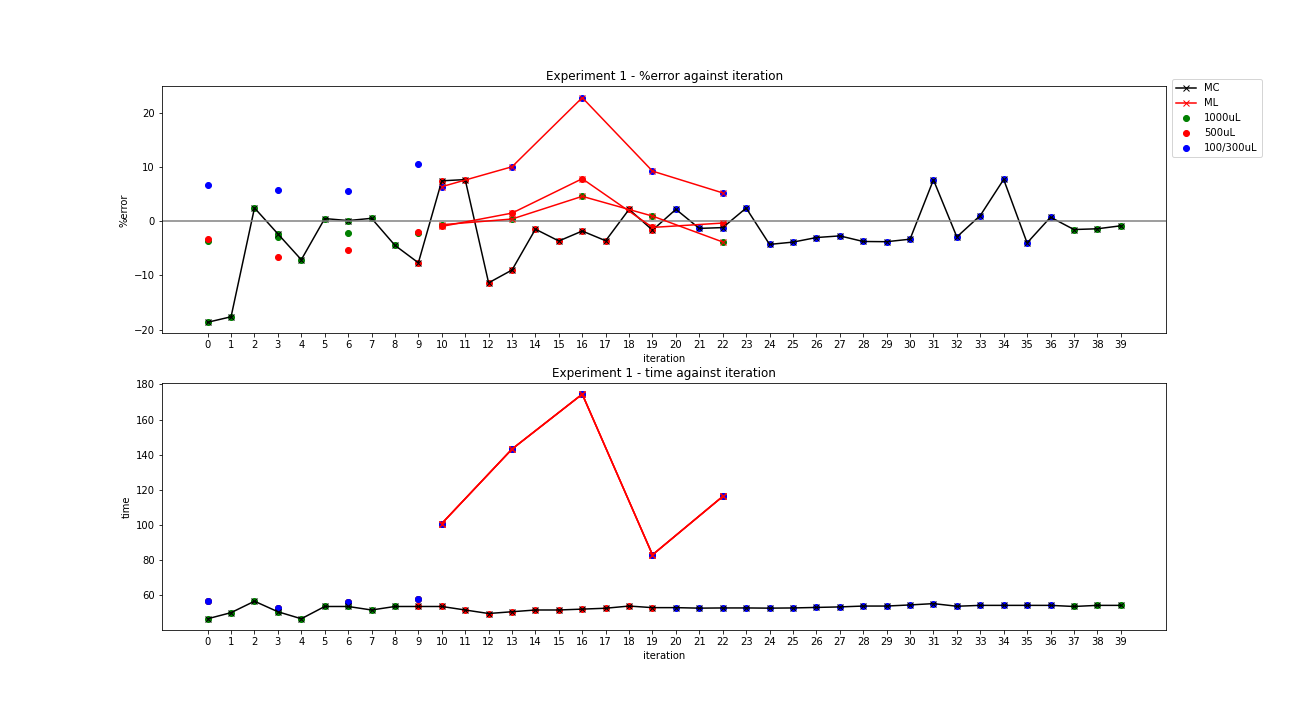 Experiment 1 - %error against iteration
MC
ML
1000uL
500uL
100/300uL
20
10
0
−10
−20
%error
0 1 2 3 4 5 6 7 8 9 10 11 12 13 14 15 16 17 18 19 20 21 22 23 24 25 26 27 28 29 30 31 32 33 34 35 36 37 38 39
iteration
Experiment 1 - time against iteration
180
160
140
120
100
80
60
time
0 1 2 3 4 5 6 7 8 9 10 11 12 13 14 15 16 17 18 19 20 21 22 23 24 25 26 27 28 29 30 31 32 33 34 35 36 37 38 39
iteration